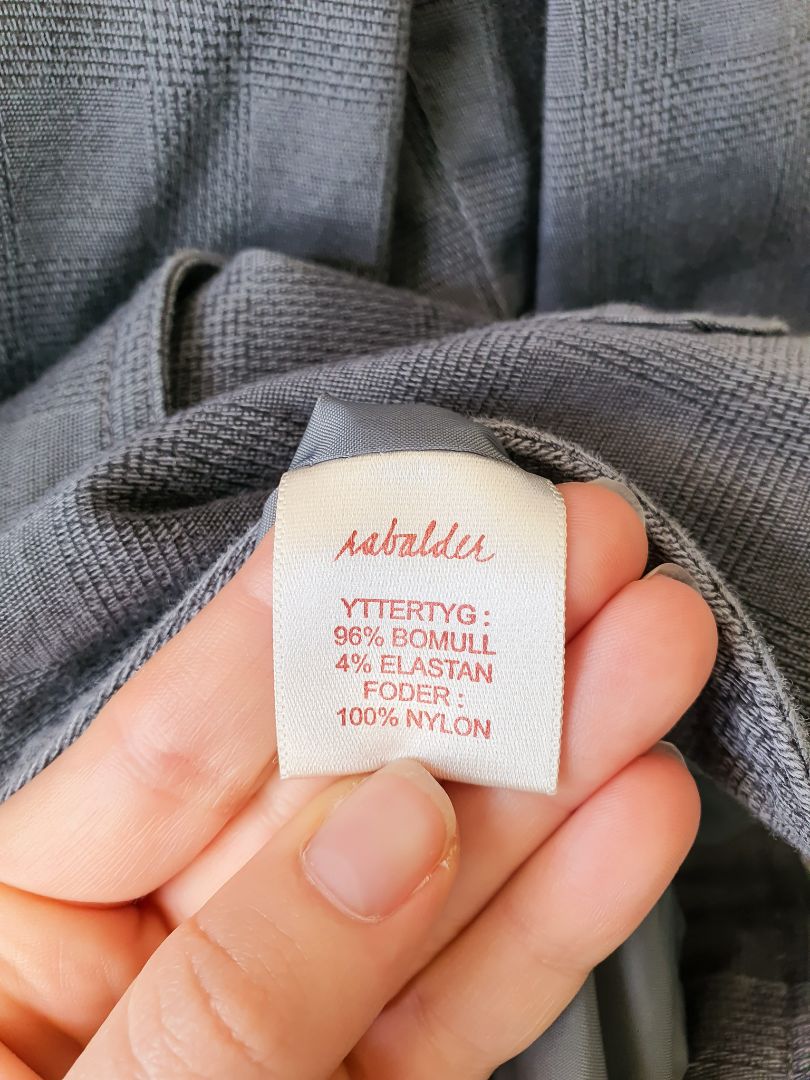 rabalder
YTTERTYG :
96% BOMULL
4% ELASTAN
FODER :
100% NYLON